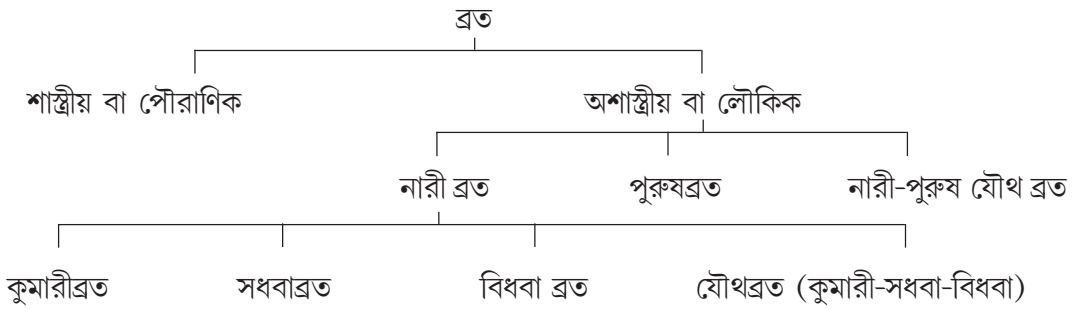 ব্রত
শাস্ত্রীয় বা পৌরাণিক অশাস্ত্রীয় বা লৌকিক
নারী ব্রত পুরুষব্রত নারী-পুরুষ যৌথ ব্রত
কুমারীব্রত সধবাব্রত বিধবা ব্রত যৌথব্রত (কুমারী-সধবা-বিধবা)